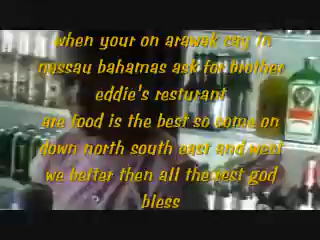 when your on arawak cay in
nassau bahamas ask for brother
eddie's resturant
are food is the best so come on
down north south east and west
we better then all the rest god
bless